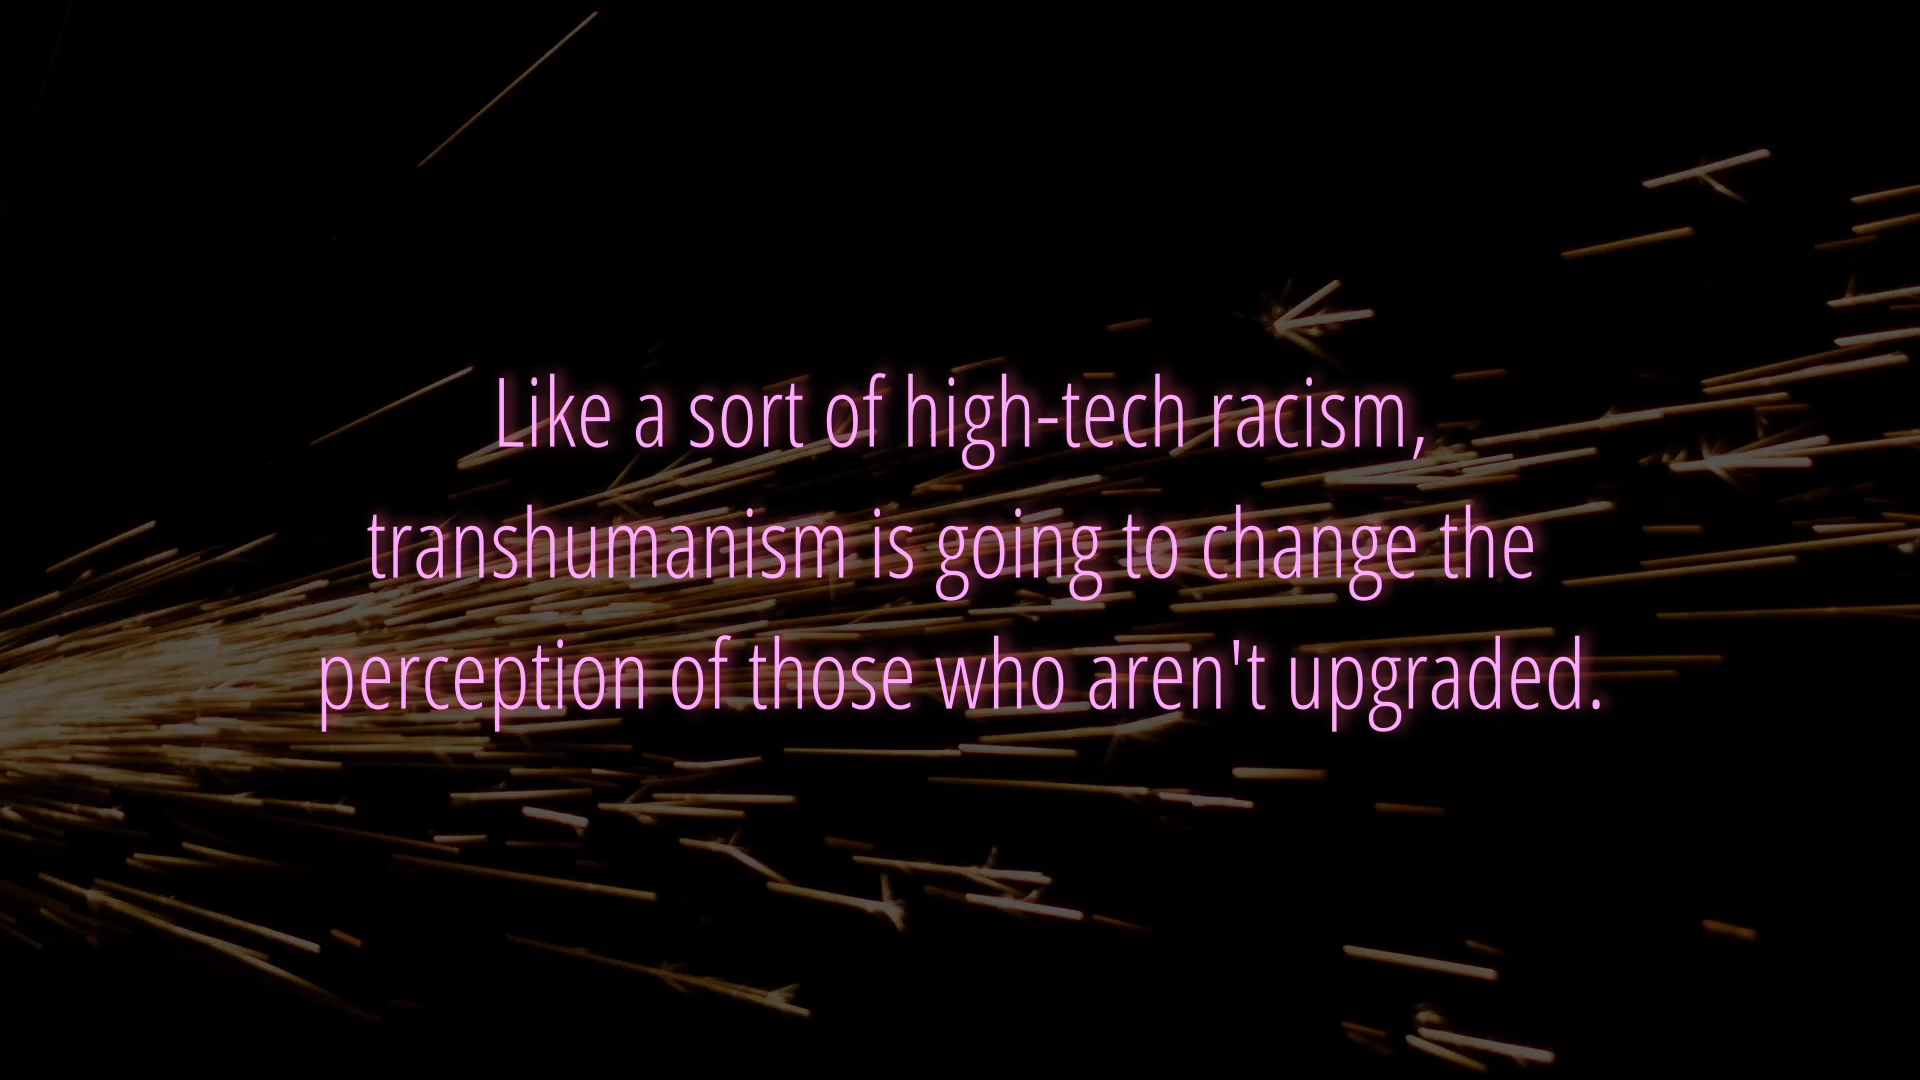 Like a sort of high-tech racism,
transhumanism is going to change the
perception of those who aren't upgraded.